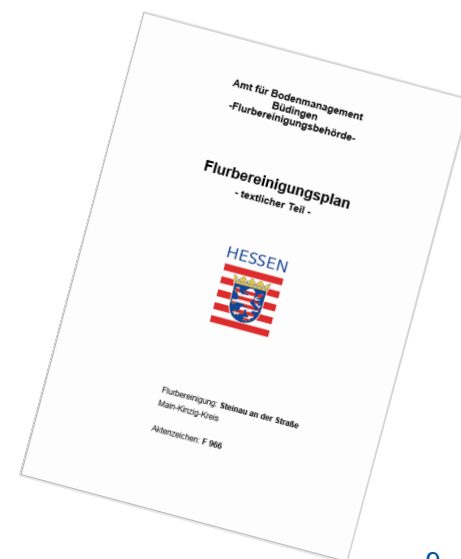 Amt für Bodenmanagement
Büdingen
-Flurbereinigungsbehörde-
Flurbereinigungsplan
- textlicher Teil -
HESSEN
Flurbereinigung: Steinau an der Straße
Main-Kinzig-Kreis
Aktenzeichen: F 966